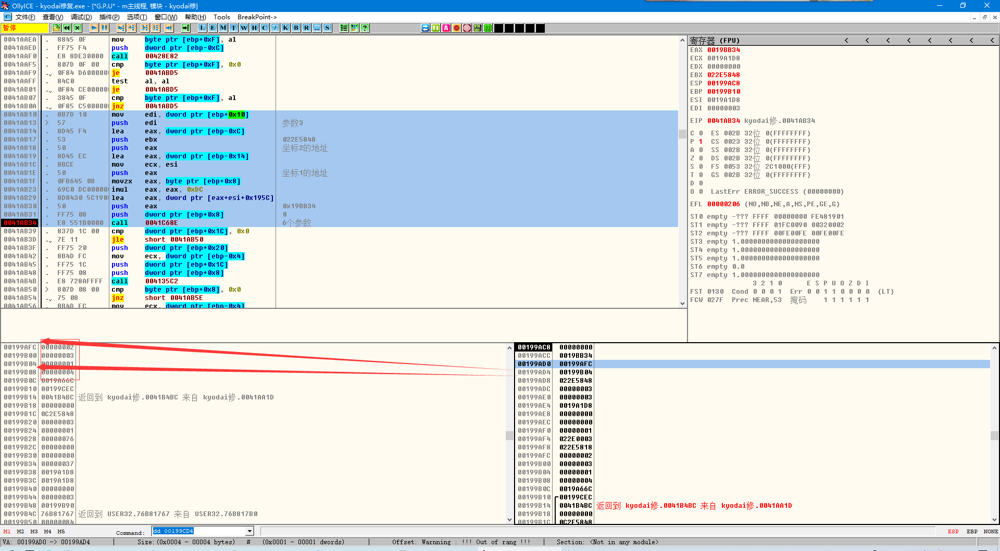 OllyICE - kyodai修复.exe - [*G.P.U* - m主线程, 模块 - kyodai修]
文件(F) 查看(V) 调试(D) 插件(P) 选项(T) 窗口(W) 帮助(H) Tools BreakPoint->
暂停 L E M T W H C / K B R ... S ?
0041AAEA . 8845 0F mov byte ptr [ebp+0xF], al
0041AAED . FF75 F4 push dword ptr [ebp-0xC]
0041AAF0 . E8 8DE30000 call 00428E82
0041AAF5 . 807D 0F 00 cmp byte ptr [ebp+0xF], 0x0
0041AAF9 . 0F84 D600000 je 0041ABD5
0041AAFF . 84C0 test al, al
0041AB01 . 0F84 CE00000 je 0041ABD5
0041AB07 . 3845 0F cmp byte ptr [ebp+0xF], al
0041AB0A . 0F85 C500000 jnz 0041ABD5
0041AB10 . 8B7D 10 mov edi, dword ptr [ebp+0x10]
0041AB13 > 57 push edi 参数3
0041AB14 . 8D45 F4 lea eax, dword ptr [ebp-0xC]
0041AB17 . 53 push ebx 022E5848
0041AB18 . 50 push eax 坐标2的地址
0041AB19 . 8D45 EC lea eax, dword ptr [ebp-0x14]
0041AB1C . 8BCE mov ecx, esi
0041AB1E . 50 push eax 坐标1的地址
0041AB1F . 0FB645 08 movzx eax, byte ptr [ebp+0x8]
0041AB23 . 69C0 DC00000 imul eax, eax, 0xDC
0041AB29 . 8D8430 5C190 lea eax, dword ptr [eax+esi+0x195C]
0041AB30 . 50 push eax 0x19BB34
0041AB31 . FF75 08 push dword ptr [ebp+0x8] 0
0041AB34 . E8 551B0000 call 0041C68E 6个参数
0041AB39 . 837D 1C 00 cmp dword ptr [ebp+0x1C], 0x0
0041AB3D . 7E 11 jle short 0041AB50
0041AB3F . FF75 20 push dword ptr [ebp+0x20]
0041AB42 . 8B4D FC mov ecx, dword ptr [ebp-0x4]
0041AB45 . FF75 1C push dword ptr [ebp+0x1C]
0041AB48 . FF75 08 push dword ptr [ebp+0x8]
0041AB4B . E8 728AFFFF call 004135C2
0041AB50 > 807D 08 00 cmp byte ptr [ebp+0x8], 0x0
0041AB54 . 75 08 jnz short 0041AB5E
0041AB56 . 8B4D FC mov ecx, dword ptr [ebp-0x4]
寄存器 (FPU) < < < < < < < <
EAX 0019BB34
ECX 0019A1D8
EDX 00000000
EBX 022E5848
ESP 00199AC8
EBP 00199B10
ESI 0019A1D8
EDI 00000003
EIP 0041AB34 kyodai修.0041AB34
C 0 ES 002B 32位 0(FFFFFFFF)
P 1 CS 0023 32位 0(FFFFFFFF)
A 0 SS 002B 32位 0(FFFFFFFF)
Z 0 DS 002B 32位 0(FFFFFFFF)
S 0 FS 0053 32位 2C1000(FFF)
T 0 GS 002B 32位 0(FFFFFFFF)
D 0
O 0 LastErr ERROR_SUCCESS (00000000)
EFL 00000206 (NO,NB,NE,A,NS,PE,GE,G)
ST0 empty -??? FFFF 00000000 FE481901
ST1 empty -??? FFFF 01FC0090 00320002
ST2 empty -??? FFFF 00FE00FE 00FE00FE
ST3 empty 1.0000000000000000000
ST4 empty 1.0000000000000000000
ST5 empty 1.0000000000000000000
ST6 empty 0.0
ST7 empty 1.0000000000000000000
3 2 1 0 E S P U O Z D I
FST 0130 Cond 0 0 0 1 Err 0 0 1 1 0 0 0 0 (LT)
FCW 027F Prec NEAR,53 掩码 1 1 1 1 1 1
00199AFC 00000002
00199B00 00000003
00199B04 00000001
00199B08 00000004
00199B0C 0019A66C
00199B10 00199CEC
00199B14 0041B4BC 返回到 kyodai修.0041B4BC 来自 kyodai修.0041AA1D
00199B18 00000000
00199B1C 0C2E5848
00199B20 00000003
00199B24 00000001
00199B28 00000076
00199B2C 00000000
00199B30 00000000
00199B34 00000037
00199B38 0019A1D8
00199B3C 0019A1D8
00199B40 00000000
00199B44 00000003
00199B48 00199B90
00199B4C 76B81767 返回到 USER32.76B81767 来自 USER32.76B817B0
00199B50 00000084
00199AC8 00000000
00199ACC 0019BB34
00199AD0 00199AFC
00199AD4 00199B04
00199AD8 022E5848
00199ADC 00000003
00199AE0 00000003
00199AE4 0019A1D8
00199AE8 00000000
00199AEC 00000000
00199AF0 00000001
00199AF4 022E0003
00199AF8 022E5818
00199AFC 00000002
00199B00 00000003
00199B04 00000001
00199B08 00000004
00199B0C 0019A66C
00199B10 00199CEC
00199B14 0041B4BC 返回到 kyodai修.0041B4BC 来自 kyodai修.0041AA1D
00199B18 00000000
00199B1C 0C2E5848
M1 M2 M3 M4 M5 Command: dd 00199CD4 ESP EBP NONE
VA: 00199AD0 -> 00199AD4 Size:(0x0004 - 00004 bytes) # (0x0001 - 00001 dwords) Offset: Warnning : !!! Out of rang !!! Section: <Not in any module>